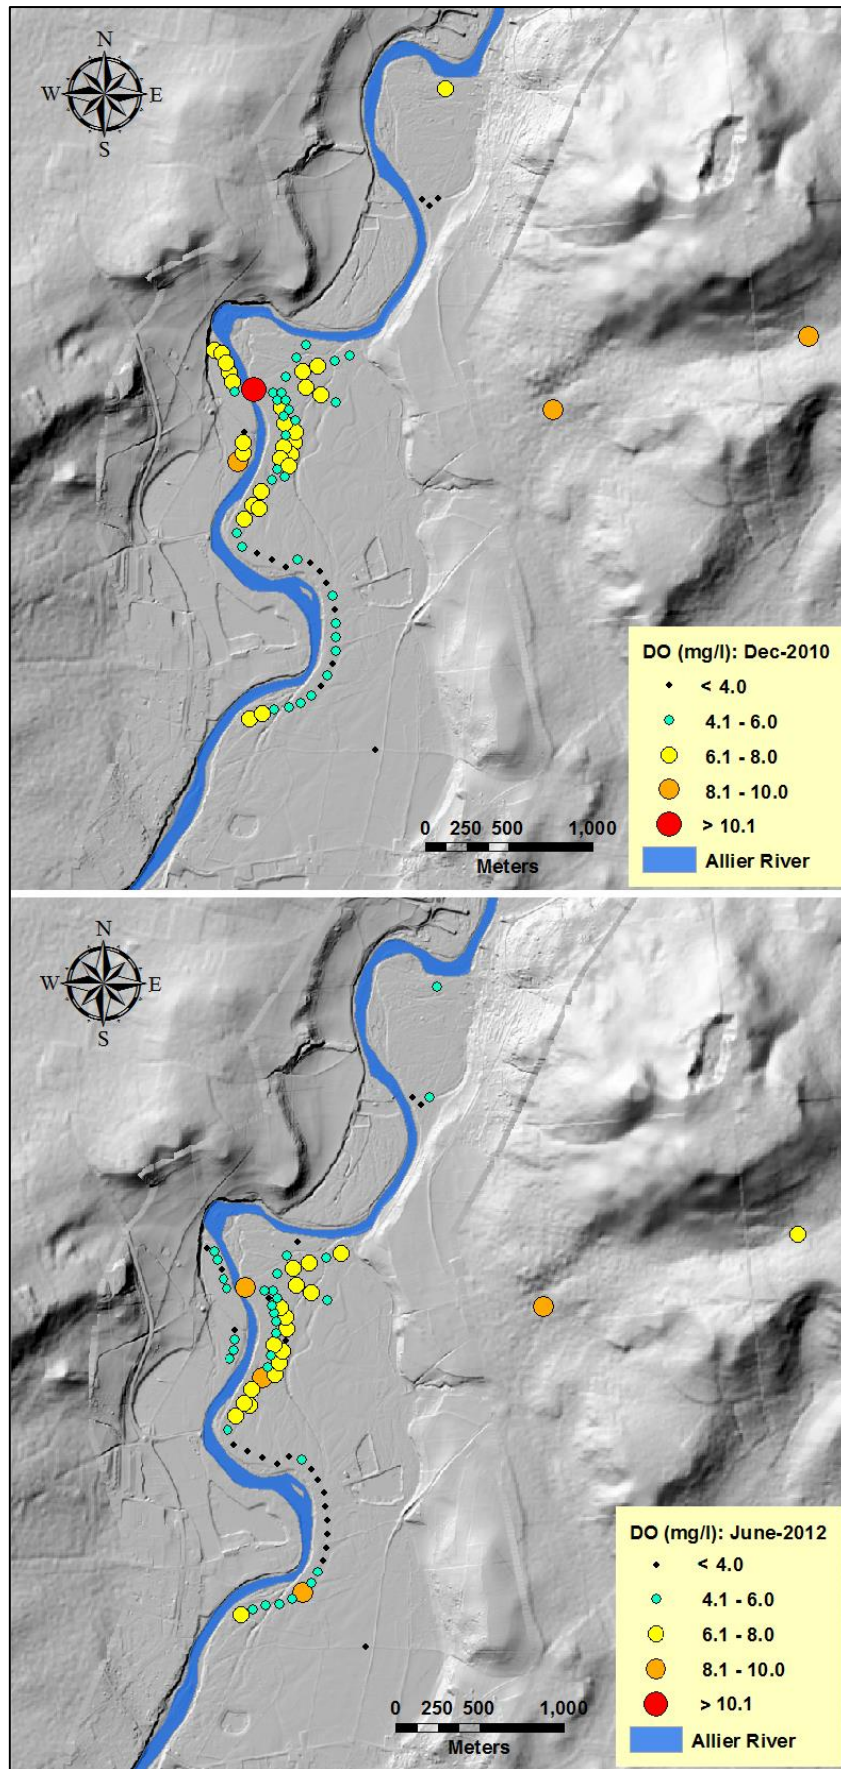 N
W E
S
DO (mg/l): Dec-2010
< 4.0
4.1 - 6.0
6.1 - 8.0
8.1 - 10.0
> 10.1
Allier River
0 250 500 1,000
Meters
N
W E
S
DO (mg/l): June-2012
< 4.0
4.1 - 6.0
6.1 - 8.0
8.1 - 10.0
> 10.1
Allier River
0 250 500 1,000
Meters